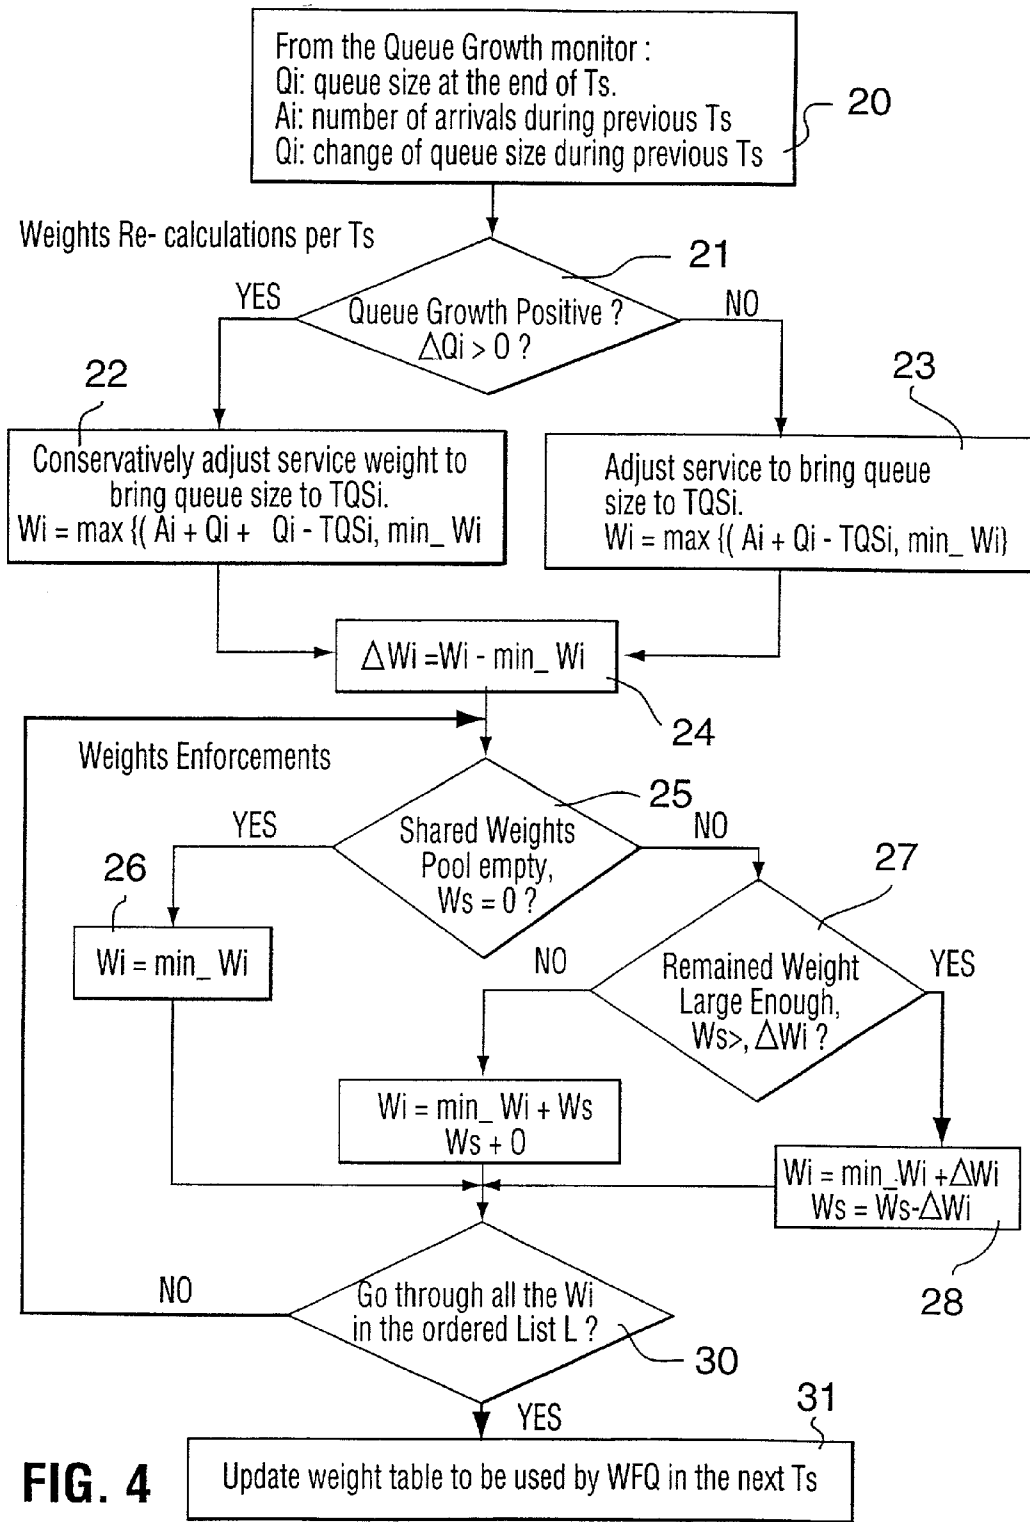 From the Queue Growth monitor :
Qi: queue size at the end of Ts.
Ai: number of arrivals during previous Ts
Qi: change of queue size during previous Ts
20
Weights Re- calculations per Ts
21
YES
Queue Growth Positive ?
△Qi > 0 ?
NO
22
23
Conservatively adjust service weight to
bring queue size to TQSi.
Wi = max {( Ai + Qi + Qi - TQSi, min_ Wi
Adjust service to bring queue
size to TQSi.
Wi = max {( Ai + Qi - TQSi, min_ Wi}
△Wi =Wi - min_ Wi
24
Weights Enforcements
25
YES
Shared Weights
Pool empty,
Ws = 0 ?
NO
26
27
Wi = min_ Wi
NO
Remained Weight
Large Enough,
Ws>, △Wi ?
YES
Wi = min_ Wi + Ws
Ws + 0
Wi = min_Wi +△Wi
Ws = Ws-△Wi
28
NO
Go through all the Wi
in the ordered List L ?
30
YES
31
Update weight table to be used by WFQ in the next Ts
FIG. 4